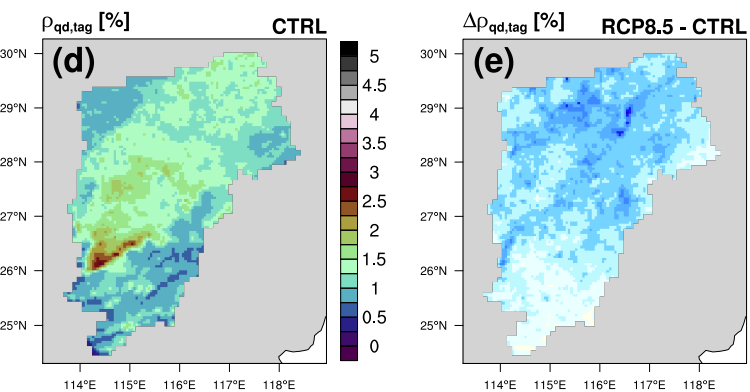 ρqd,tag [%] CTRL
(d)
30°N
29°N
28°N
27°N
26°N
25°N
114°E 115°E 116°E 117°E 118°E
5
4.5
4
3.5
3
2.5
2
1.5
1
0.5
0
Δρqd,tag [%] RCP8.5 - CTRL
(e)
30°N
29°N
28°N
27°N
26°N
25°N
114°E 115°E 116°E 117°E 118°E